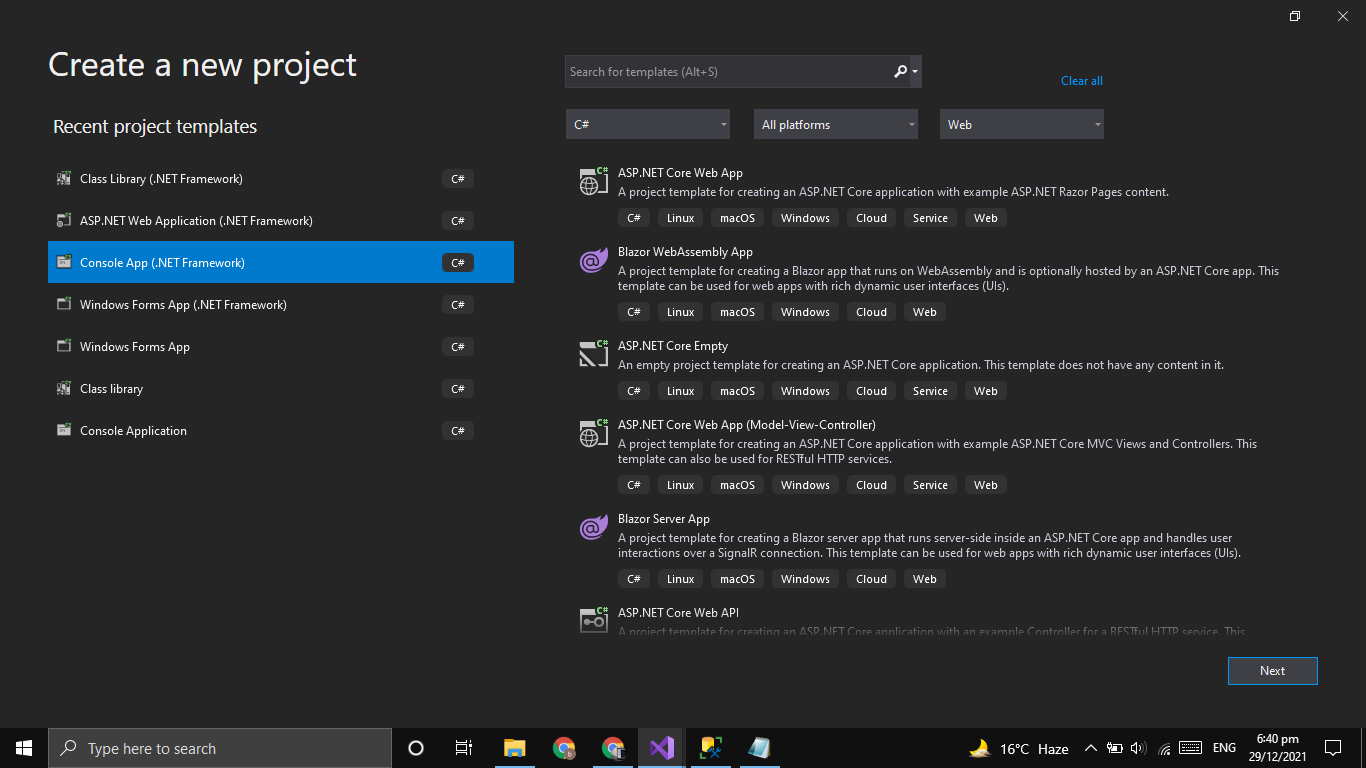 Create a new project
Recent project templates
Class Library (.NET Framework) C#
ASP.NET Web Application (.NET Framework) C#
Console App (.NET Framework) C#
Windows Forms App (.NET Framework) C#
Windows Forms App C#
Class library C#
Console Application C#
Search for templates (Alt+S)
Clear all
C# All platforms Web
C#
ASP.NET Core Web App
A project template for creating an ASP.NET Core application with example ASP.NET Razor Pages content.
C# Linux macOS Windows Cloud Service Web
Blazor WebAssembly App
A project template for creating a Blazor app that runs on WebAssembly and is optionally hosted by an ASP.NET Core app. This
template can be used for web apps with rich dynamic user interfaces (UIs).
C# Linux macOS Windows Cloud Web
C#
ASP.NET Core Empty
An empty project template for creating an ASP.NET Core application. This template does not have any content in it.
C# Linux macOS Windows Cloud Service Web
C#
ASP.NET Core Web App (Model-View-Controller)
A project template for creating an ASP.NET Core application with example ASP.NET Core MVC Views and Controllers. This
template can also be used for RESTful HTTP services.
C# Linux macOS Windows Cloud Service Web
Blazor Server App
A project template for creating a Blazor server app that runs server-side inside an ASP.NET Core app and handles user
interactions over a SignalR connection. This template can be used for web apps with rich dynamic user interfaces (UIs).
C# Linux macOS Windows Cloud Web
C#
ASP.NET Core Web API
A project template for creating an ASP.NET Core application with an example Controller for a RESTful HTTP service. This
Next
Type here to search
16°C Haze
ENG
6:40 pm
29/12/2021